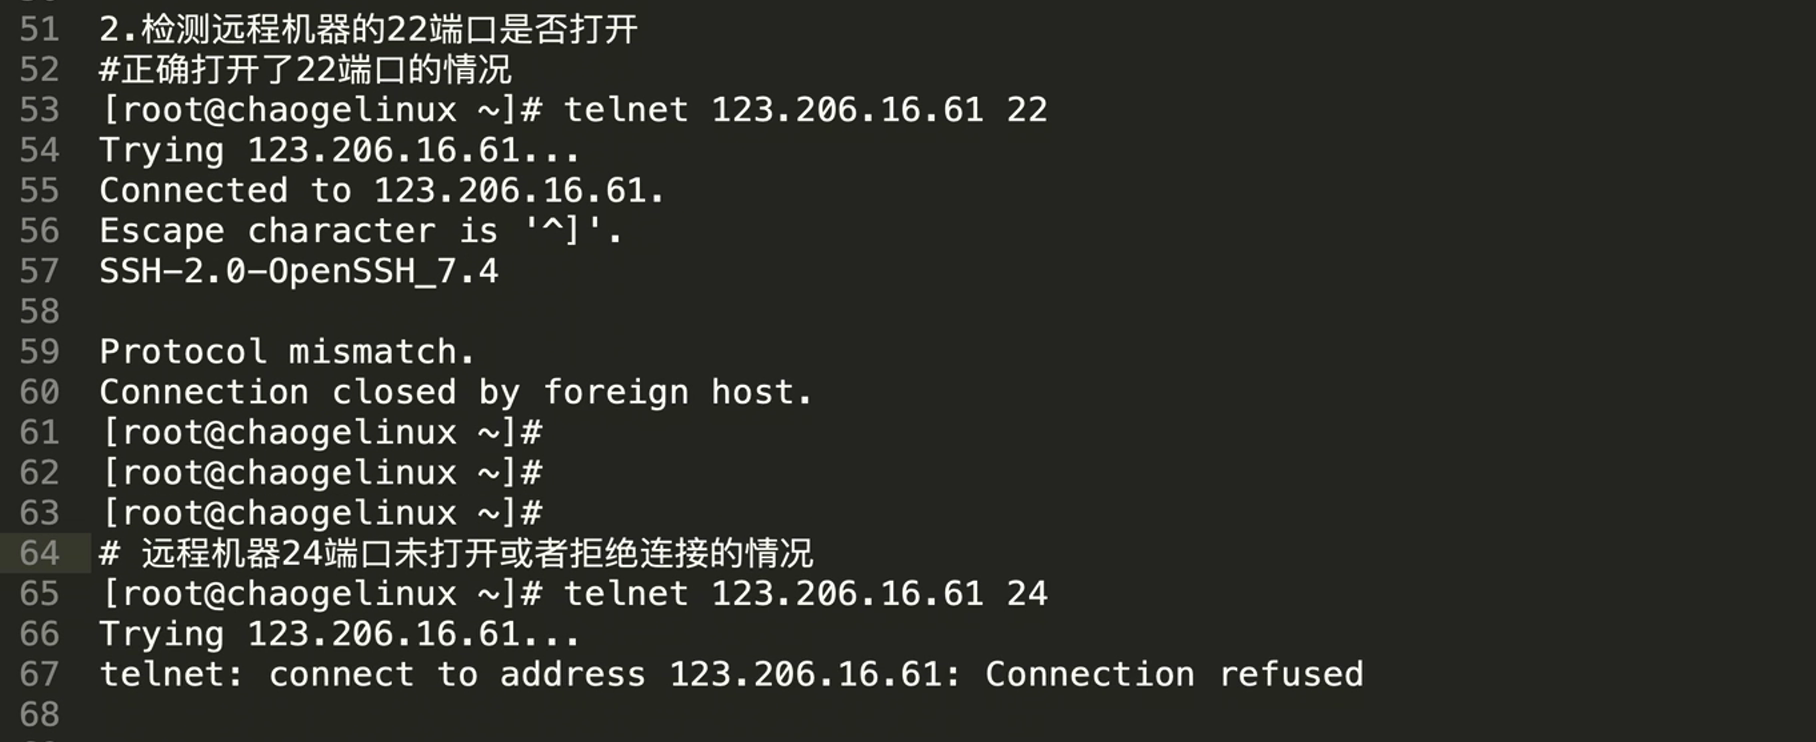 51 2.检测远程机器的22端口是否打开
52 #正确打开了22端口的情况
53 [root@chaogelinux ~]# telnet 123.206.16.61 22
54 Trying 123.206.16.61...
55 Connected to 123.206.16.61.
56 Escape character is '^]'.
57 SSH-2.0-OpenSSH_7.4
58
59 Protocol mismatch.
60 Connection closed by foreign host.
61 [root@chaogelinux ~]#
62 [root@chaogelinux ~]#
63 [root@chaogelinux ~]#
64 # 远程机器24端口未打开或者拒绝连接的情况
65 [root@chaogelinux ~]# telnet 123.206.16.61 24
66 Trying 123.206.16.61...
67 telnet: connect to address 123.206.16.61: Connection refused
68